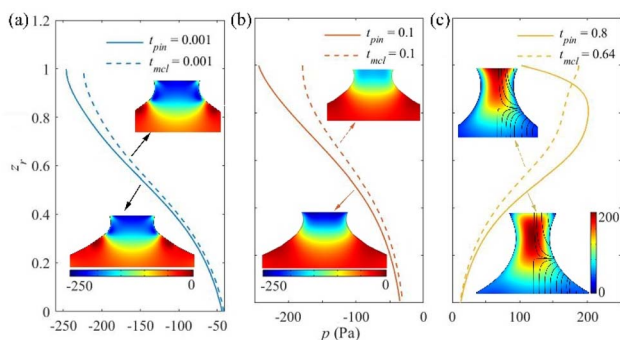 (a)
t_pin = 0.001
t_mcl = 0.001
(b)
t_pin = 0.1
t_mcl = 0.1
(c)
t_pin = 0.8
t_mcl = 0.64
1.2
1
0.8
0.6
0.4
0.2
0
z_r
-250
0
-250
0
200
0
-250 -200 -150 -100 -50
-200 -100 0
0 100 200
p (Pa)